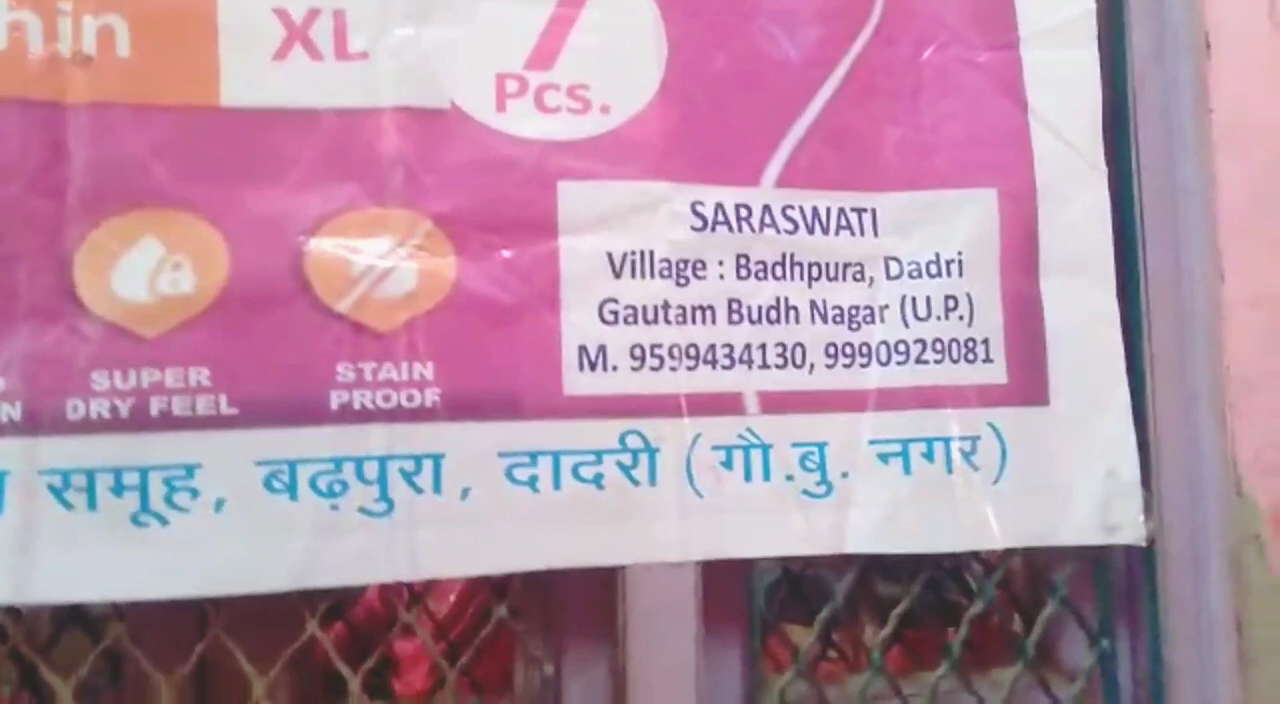 XL
7
Pcs.
SUPER
DRY FEEL
STAIN
PROOF
SARASWATI
Village : Badhpura, Dadri
Gautam Budh Nagar (U.P.)
M. 9599434130, 9990929081
समूह, बढ़पुरा, दादरी (गौ.बु. नगर)